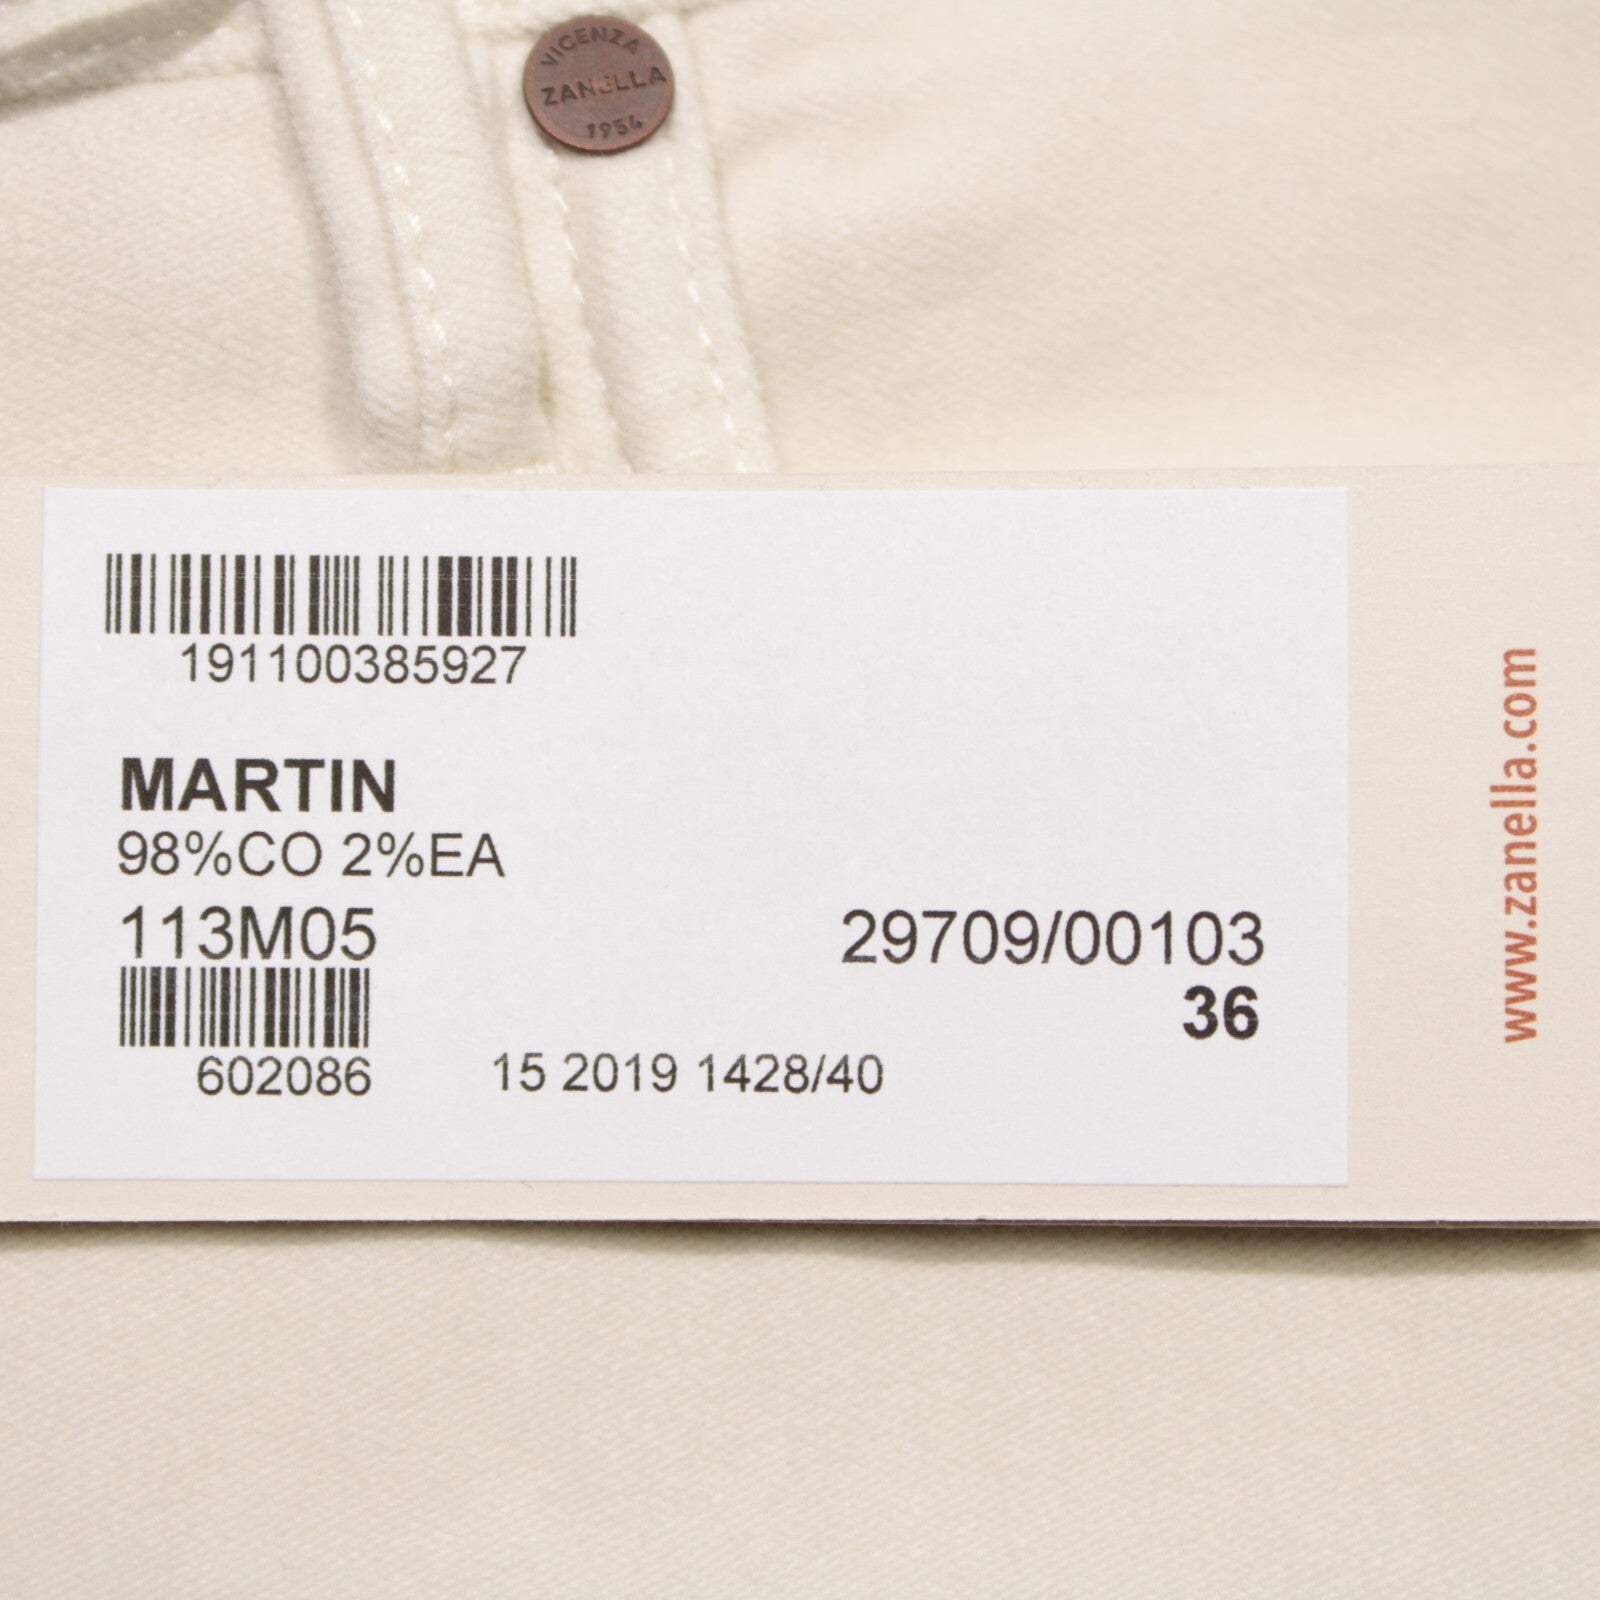 VICENZA
ZANELLA
1954
191100385927
MARTIN
98%CO 2%EA
113M05
29709/00103
36
602086
15 2019 1428/40
www.zanella.com